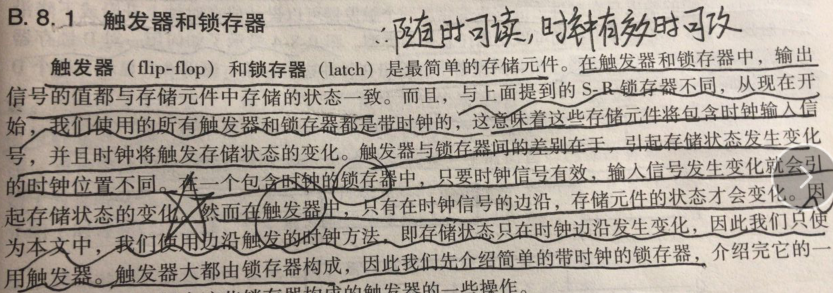 B.8.1 触发器和锁存器
∴随时可读,时钟有效时可改
触发器(flip-flop)和锁存器(latch)是最简单的存储元件。在触发器和锁存器中,输出
信号的值都与存储元件中存储的状态一致。而且,与上面提到的S-R锁存器不同,从现在开
始,我们使用的所有触发器和锁存器都是带时钟的,这意味着这些存储元件将包含时钟输入信
号,并且时钟将触发存储状态的变化。触发器与锁存器间的差别在于,引起存储状态发生变化
的时钟位置不同。在一个包含时钟的锁存器中,只要时钟信号有效,输入信号发生变化就会引
起存储状态的变化,然而在触发器中,只有在时钟信号的边沿,存储元件的状态才会变化。因
为本文中,我们使用边沿触发的时钟方法,即存储状态只在时钟边沿发生变化,因此我们只使
用触发器。触发器大都由锁存器构成,因此我们先介绍简单的带时钟的锁存器,介绍完它的一
锁存器构成的触发器的一些操作。